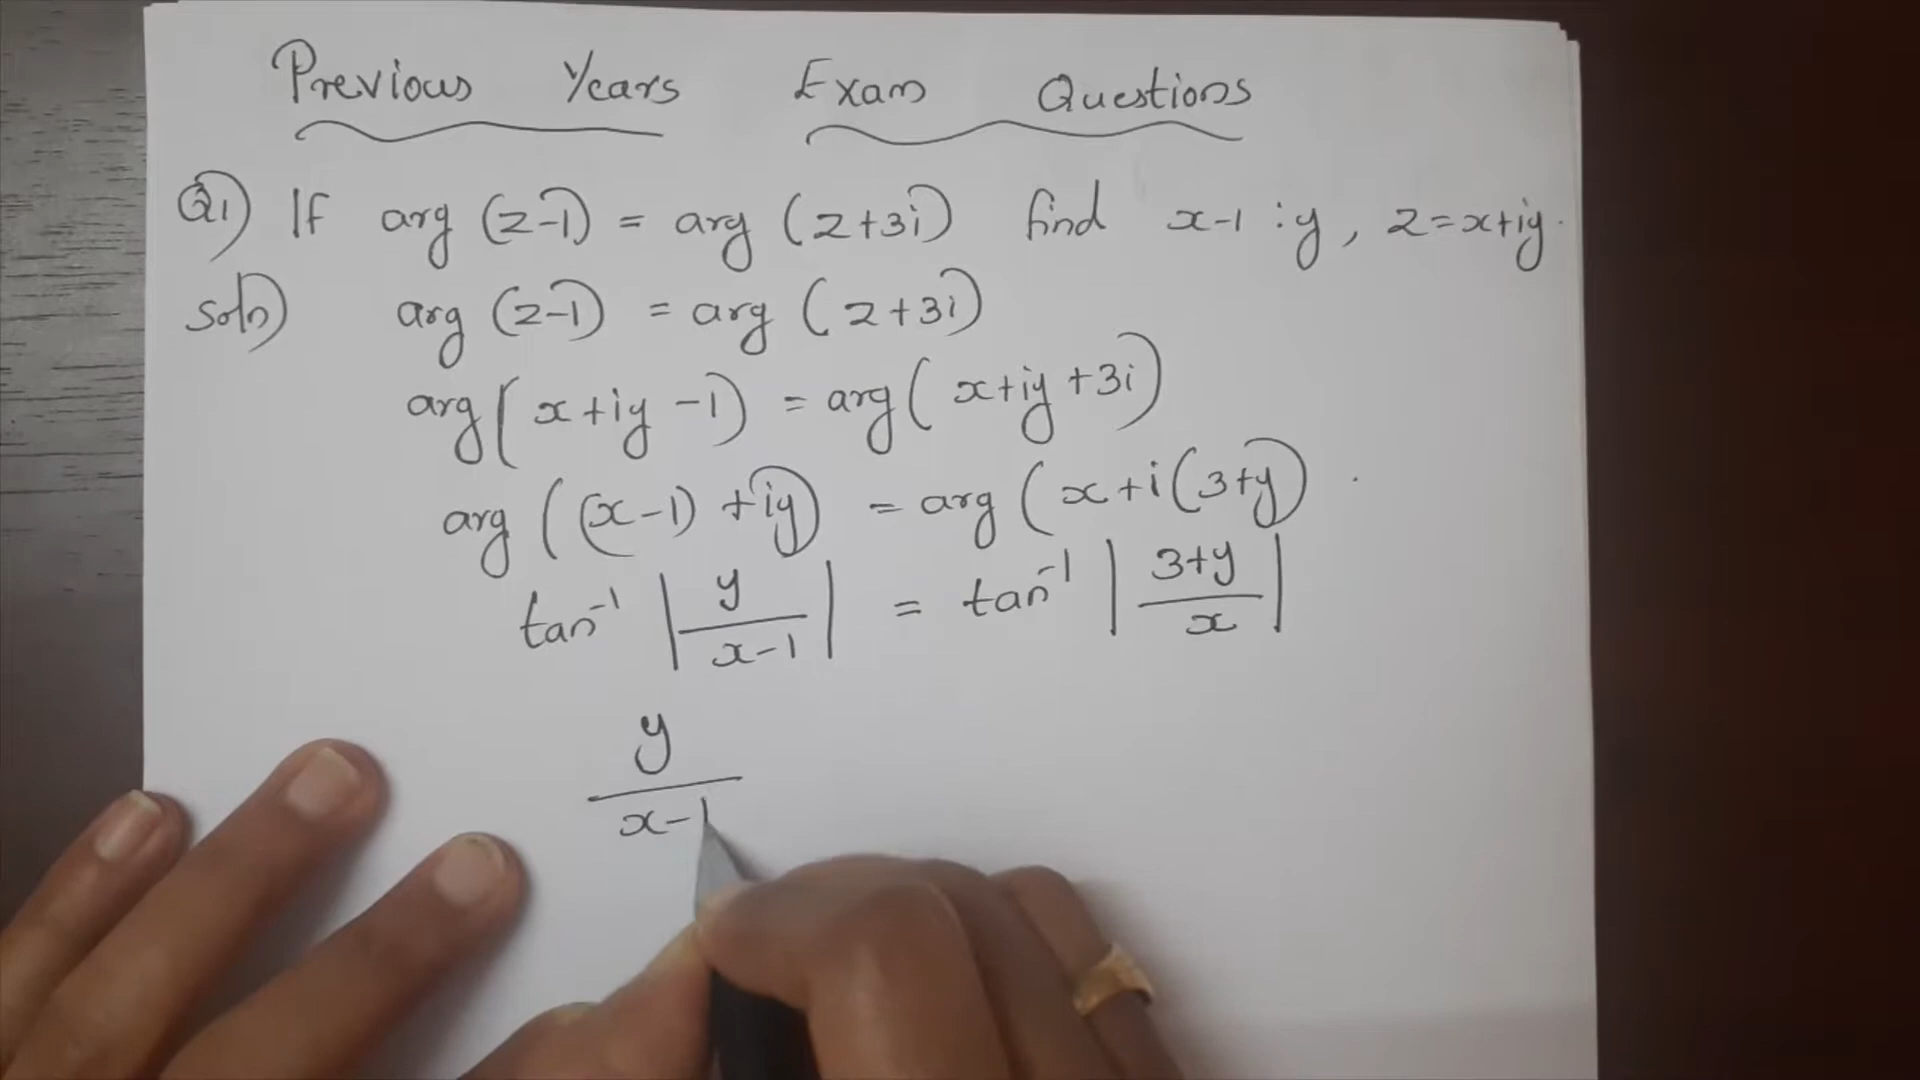 Previous Years Exam Questions
Q1) If arg (z-1) = arg (z+3i) find x-1 : y, z=x+iy.
Soln) arg (z-1) = arg (z+3i)
arg(x+iy-1) = arg(x+iy+3i)
arg ((x-1)+iy) = arg (x+i(3+y)
tan⁻¹ |y/(x-1)| = tan⁻¹ |(3+y)/x|
y
x-1